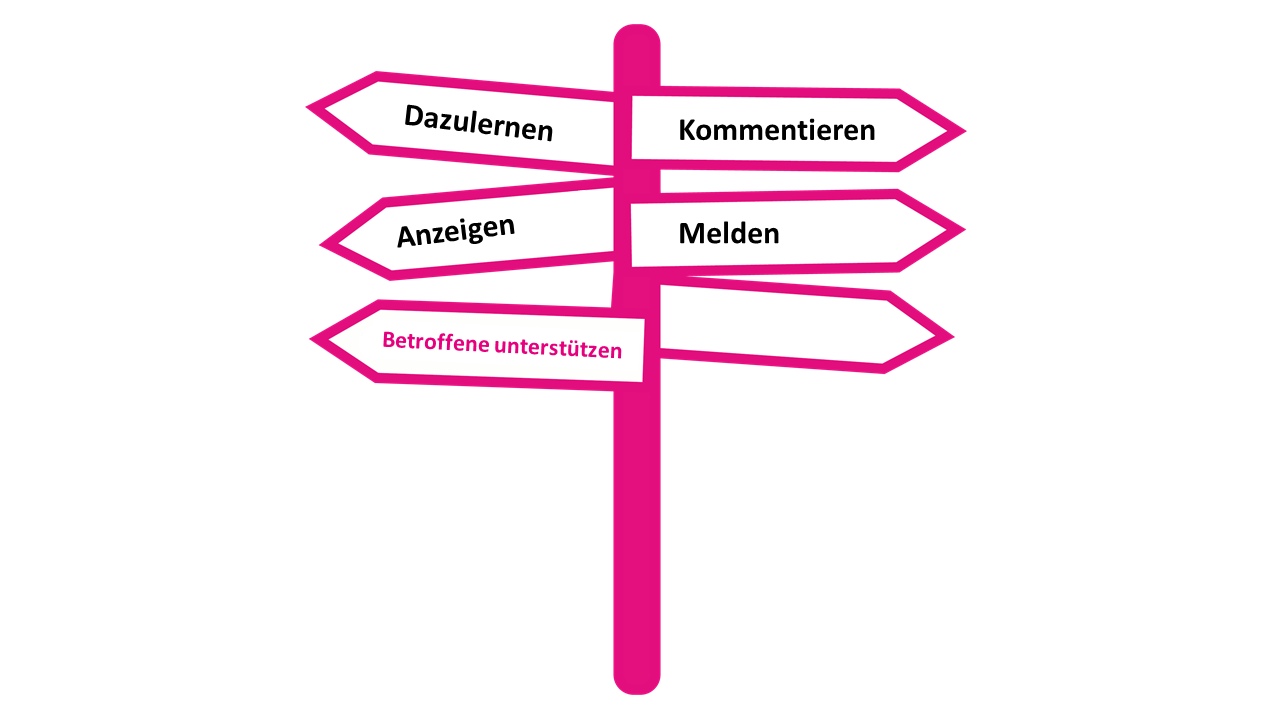 Dazulernen
Kommentieren
Anzeigen
Melden
Betroffene unterstützen